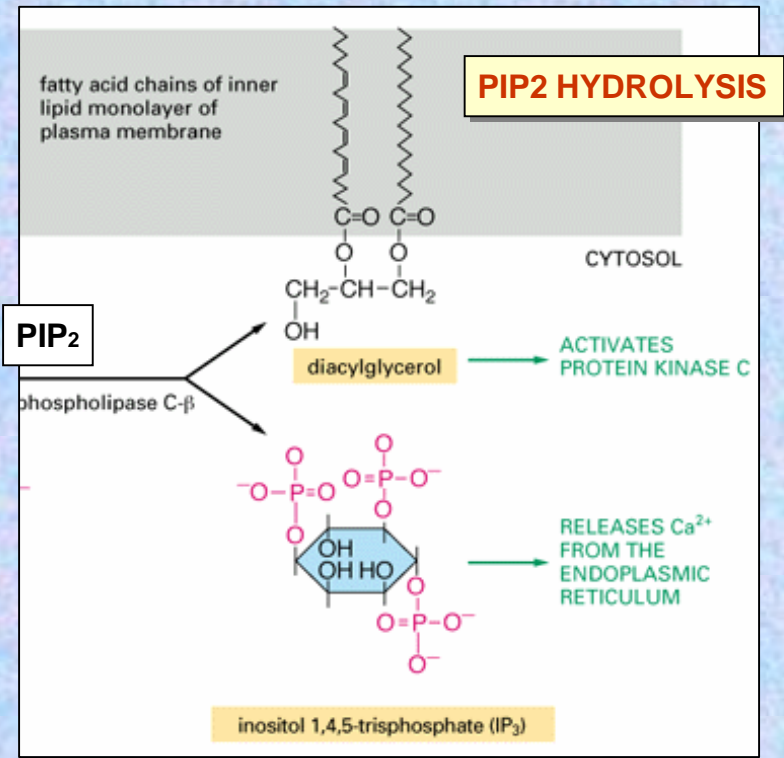 PIP2 HYDROLYSIS
fatty acid chains of inner
lipid monolayer of
plasma membrane
C=O C=O
O O
CYTOSOL
CH₂-CH-CH₂
OH
PIP₂
diacylglycerol
ACTIVATES
PROTEIN KINASE C
phospholipase C-β
O O
⁻O-P=O O=P-O⁻
O O
OH
OH HO
O
O=P-O⁻
O⁻
RELEASES Ca²⁺
FROM THE
ENDOPLASMIC
RETICULUM
inositol 1,4,5-trisphosphate (IP₃)